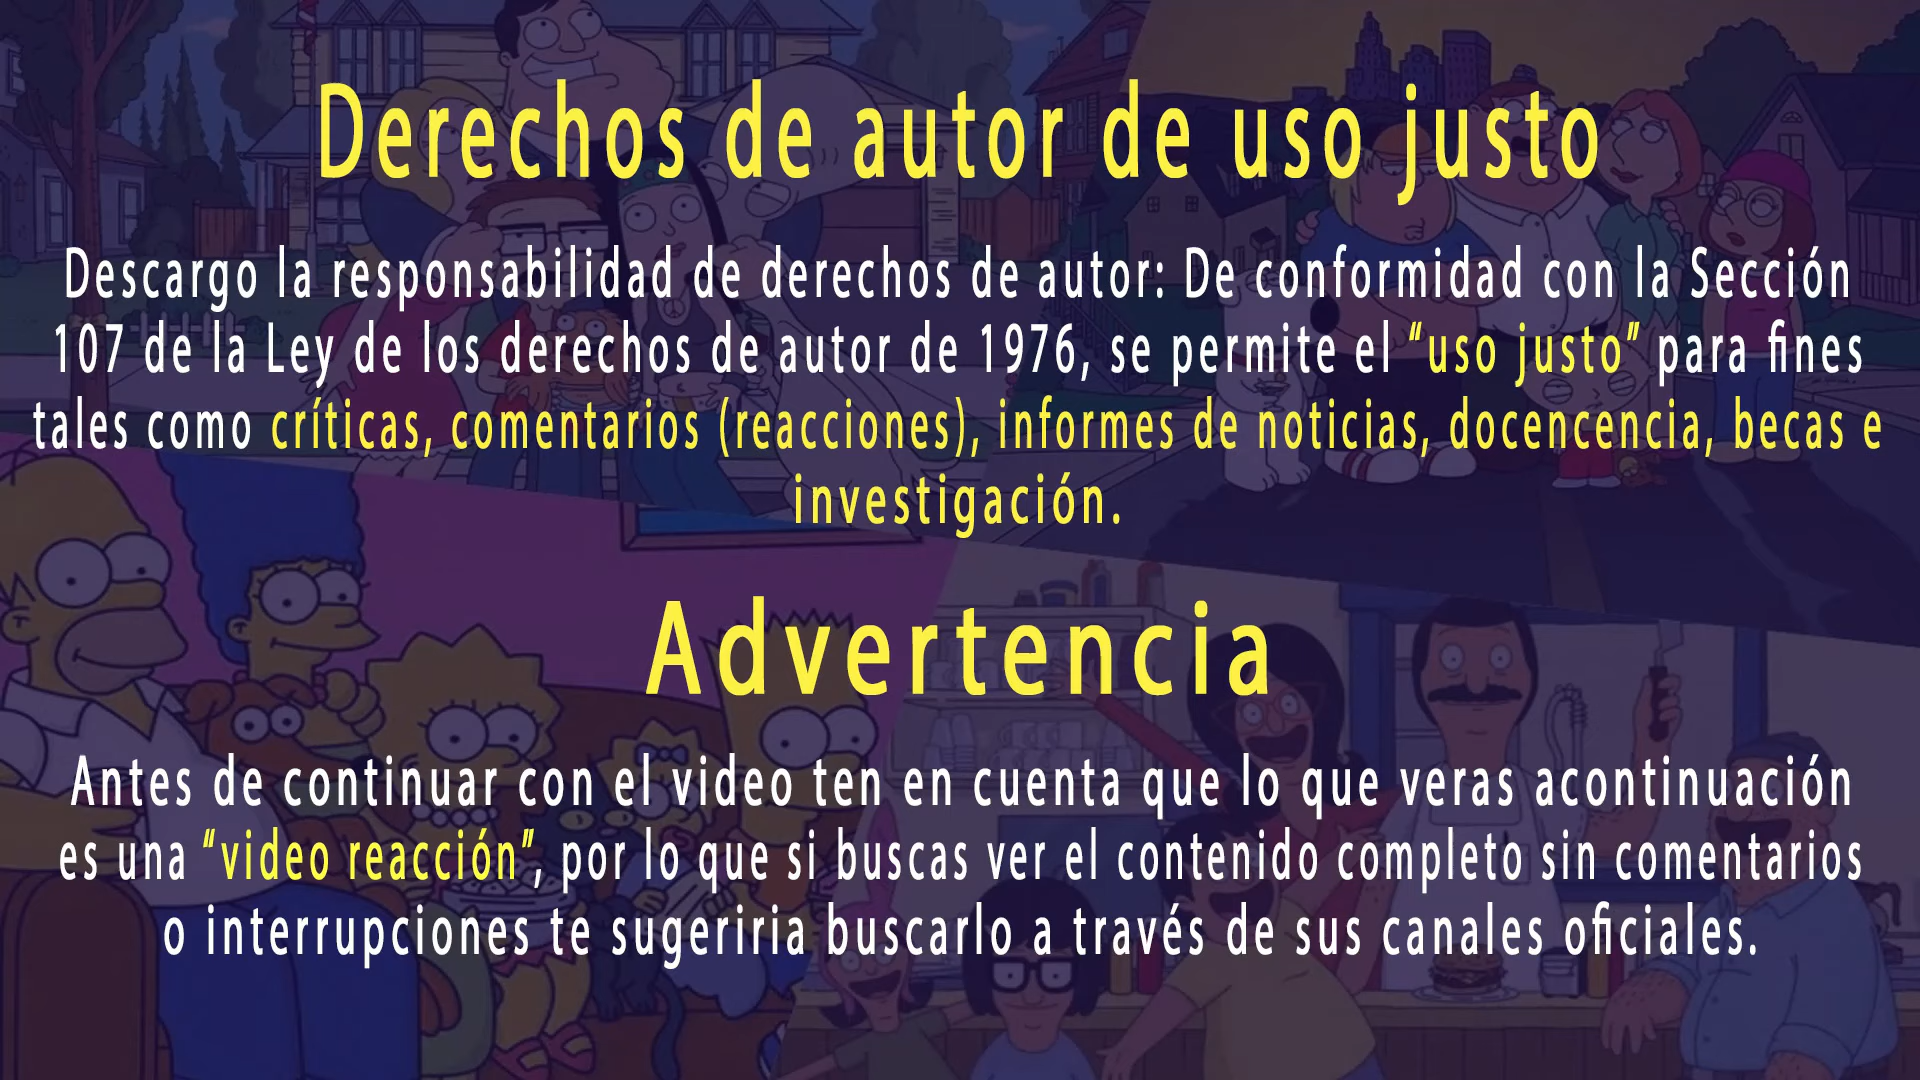 Derechos de autor de uso justo
Descargo la responsabilidad de derechos de autor: De conformidad con la Sección
107 de la Ley de los derechos de autor de 1976, se permite el “uso justo” para fines
tales como críticas, comentarios (reacciones), informes de noticias, docencencia, becas e
investigación.
Advertencia
Antes de continuar con el video ten en cuenta que lo que veras acontinuación
es una “video reacción”, por lo que si buscas ver el contenido completo sin comentarios
o interrupciones te sugeriria buscarlo a través de sus canales oficiales.